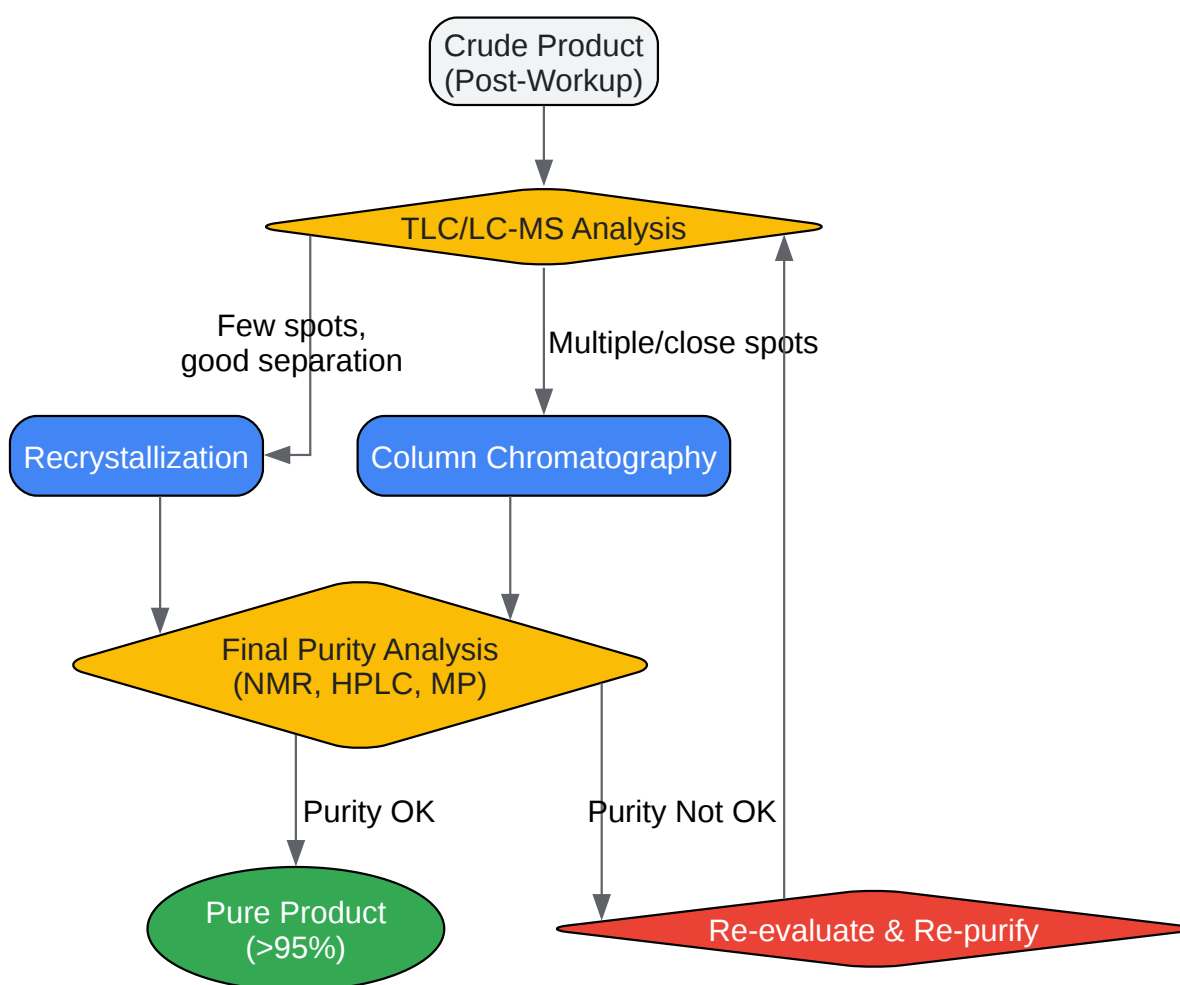 Crude Product
(Post-Workup)
TLC/LC-MS Analysis
Few spots,
good separation
Multiple/close spots
Recrystallization
Column Chromatography
Final Purity Analysis
(NMR, HPLC, MP)
Purity OK
Purity Not OK
Pure Product
(>95%)
Re-evaluate & Re-purify